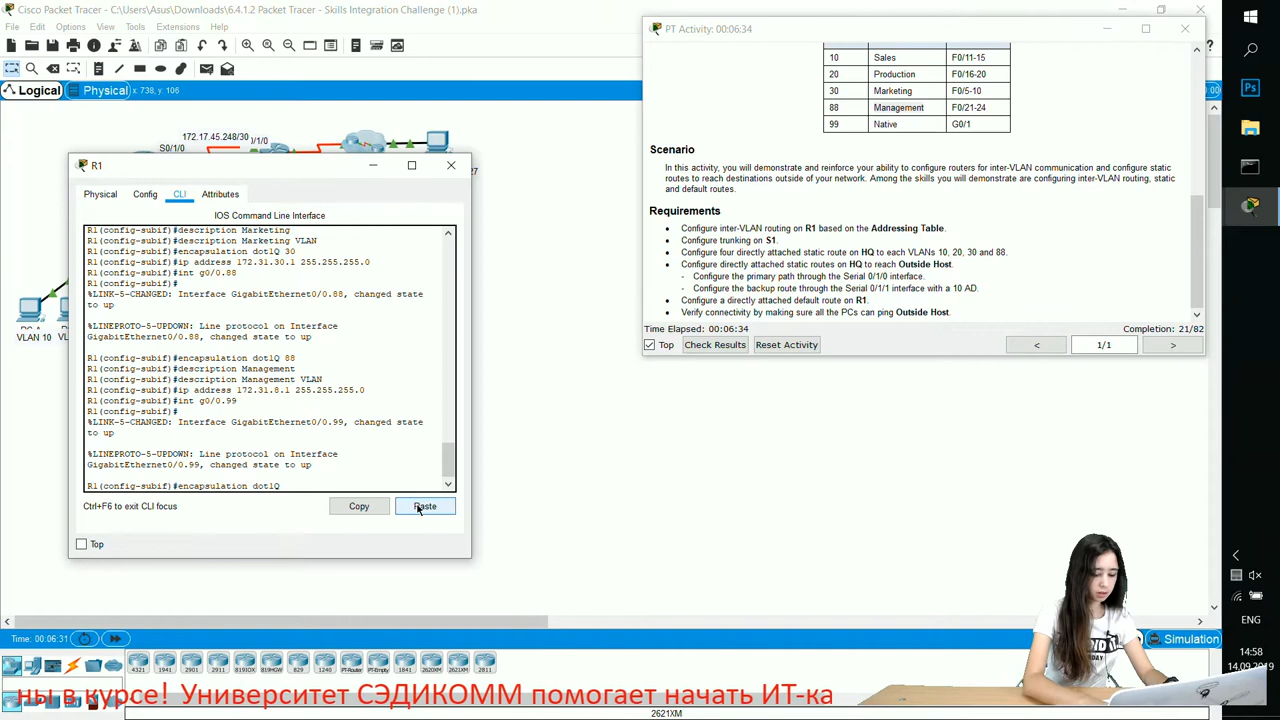 Cisco Packet Tracer - C:\Users\Asus\Downloads\6.4.1.2 Packet Tracer - Skills Integration Challenge (1).pka
File Edit Options View Tools Extensions Help
Logical Physical x: 738, y: 106
172.17.45.248/30
S0/1/0
VLAN 10
R1
Physical Config CLI Attributes
IOS Command Line Interface
R1(config-subif)#description Marketing
R1(config-subif)#description Marketing VLAN
R1(config-subif)#encapsulation dot1Q 30
R1(config-subif)#ip address 172.31.30.1 255.255.255.0
R1(config-subif)#int g0/0.88
R1(config-subif)#
%LINK-5-CHANGED: Interface GigabitEthernet0/0.88, changed state
to up
%LINEPROTO-5-UPDOWN: Line protocol on Interface
GigabitEthernet0/0.88, changed state to up
R1(config-subif)#encapsulation dot1Q 88
R1(config-subif)#description Management
R1(config-subif)#description Management VLAN
R1(config-subif)#ip address 172.31.8.1 255.255.255.0
R1(config-subif)#int g0/0.99
R1(config-subif)#
%LINK-5-CHANGED: Interface GigabitEthernet0/0.99, changed state
to up
%LINEPROTO-5-UPDOWN: Line protocol on Interface
GigabitEthernet0/0.99, changed state to up
R1(config-subif)#encapsulation dot1Q
Ctrl+F6 to exit CLI focus
Copy Paste
Top
PT Activity: 00:06:34
10 Sales F0/11-15
20 Production F0/16-20
30 Marketing F0/5-10
88 Management F0/21-24
99 Native G0/1
Scenario
In this activity, you will demonstrate and reinforce your ability to configure routers for inter-VLAN communication and configure static
routes to reach destinations outside of your network. Among the skills you will demonstrate are configuring inter-VLAN routing, static
and default routes.
Requirements
• Configure inter-VLAN routing on R1 based on the Addressing Table.
• Configure trunking on S1.
• Configure four directly attached static route on HQ to each VLANs 10, 20, 30 and 88.
• Configure directly attached static routes on HQ to reach Outside Host.
- Configure the primary path through the Serial 0/1/0 interface.
- Configure the backup route through the Serial 0/1/1 interface with a 10 AD.
• Configure a directly attached default route on R1.
• Verify connectivity by making sure all the PCs can ping Outside Host.
Time Elapsed: 00:06:34 Completion: 21/82
Top Check Results Reset Activity < 1/1 >
Time: 00:06:31
Simulation
4321 1941 2901 2911 819IOX 819HGW 829 1240 PT-Router PT-Empty 1841 2620XM 2621XM 2811
2621XM
ны в курсе! Университет СЭДИКОММ помогает начать ИТ-ка
ENG
14:58
14.09.2019